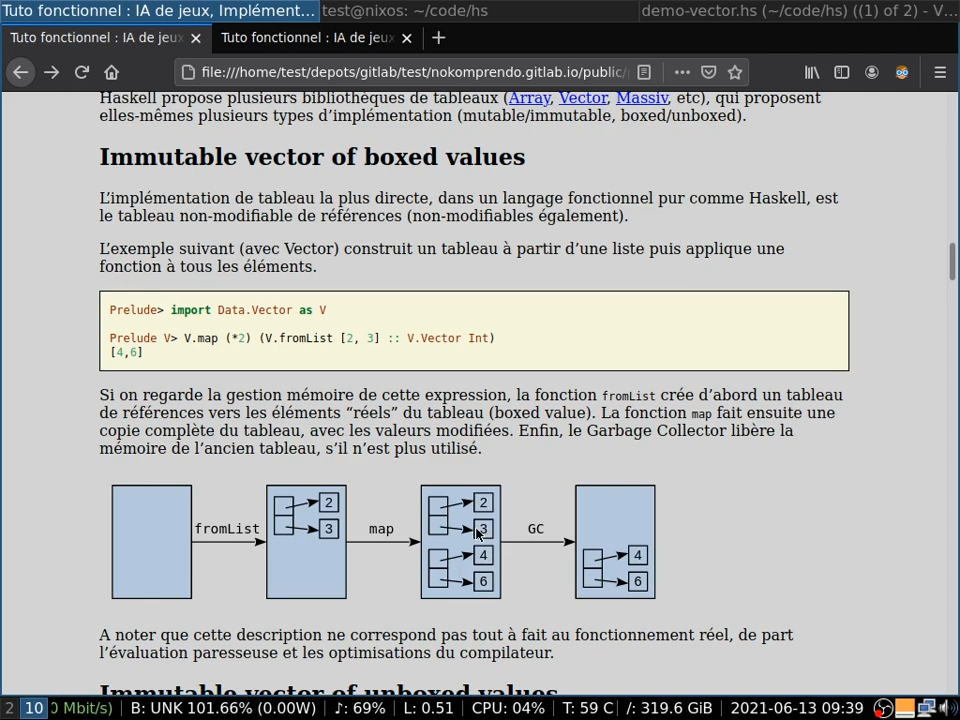 Tuto fonctionnel : IA de jeux, Implément... test@nixos: ~/code/hs demo-vector.hs (~/code/hs) ((1) of 2) - V...
Tuto fonctionnel : IA de jeux Tuto fonctionnel : IA de jeux
file:///home/test/depots/gitlab/test/nokomprendo.gitlab.io/public/
Haskell propose plusieurs bibliothèques de tableaux (Array, Vector, Massiv, etc), qui proposent
elles-mêmes plusieurs types d’implémentation (mutable/immutable, boxed/unboxed).
Immutable vector of boxed values
L’implémentation de tableau la plus directe, dans un langage fonctionnel pur comme Haskell, est
le tableau non-modifiable de références (non-modifiables également).
L’exemple suivant (avec Vector) construit un tableau à partir d’une liste puis applique une
fonction à tous les éléments.
Prelude> import Data.Vector as V
Prelude V> V.map (*2) (V.fromList [2, 3] :: V.Vector Int)
[4,6]
Si on regarde la gestion mémoire de cette expression, la fonction fromList crée d’abord un tableau
de références vers les éléments “réels” du tableau (boxed value). La fonction map fait ensuite une
copie complète du tableau, avec les valeurs modifiées. Enfin, le Garbage Collector libère la
mémoire de l’ancien tableau, s’il n’est plus utilisé.
2 2
fromList 3 map 3 GC
4 4
6 6
A noter que cette description ne correspond pas tout à fait au fonctionnement réel, de part
l’évaluation paresseuse et les optimisations du compilateur.
Immutable vector of unboxed values
2 10 0 Mbit/s) B: UNK 101.66% (0.00W) ♪: 69% L: 0.51 CPU: 04% T: 59 C /: 319.6 GiB 2021-06-13 09:39